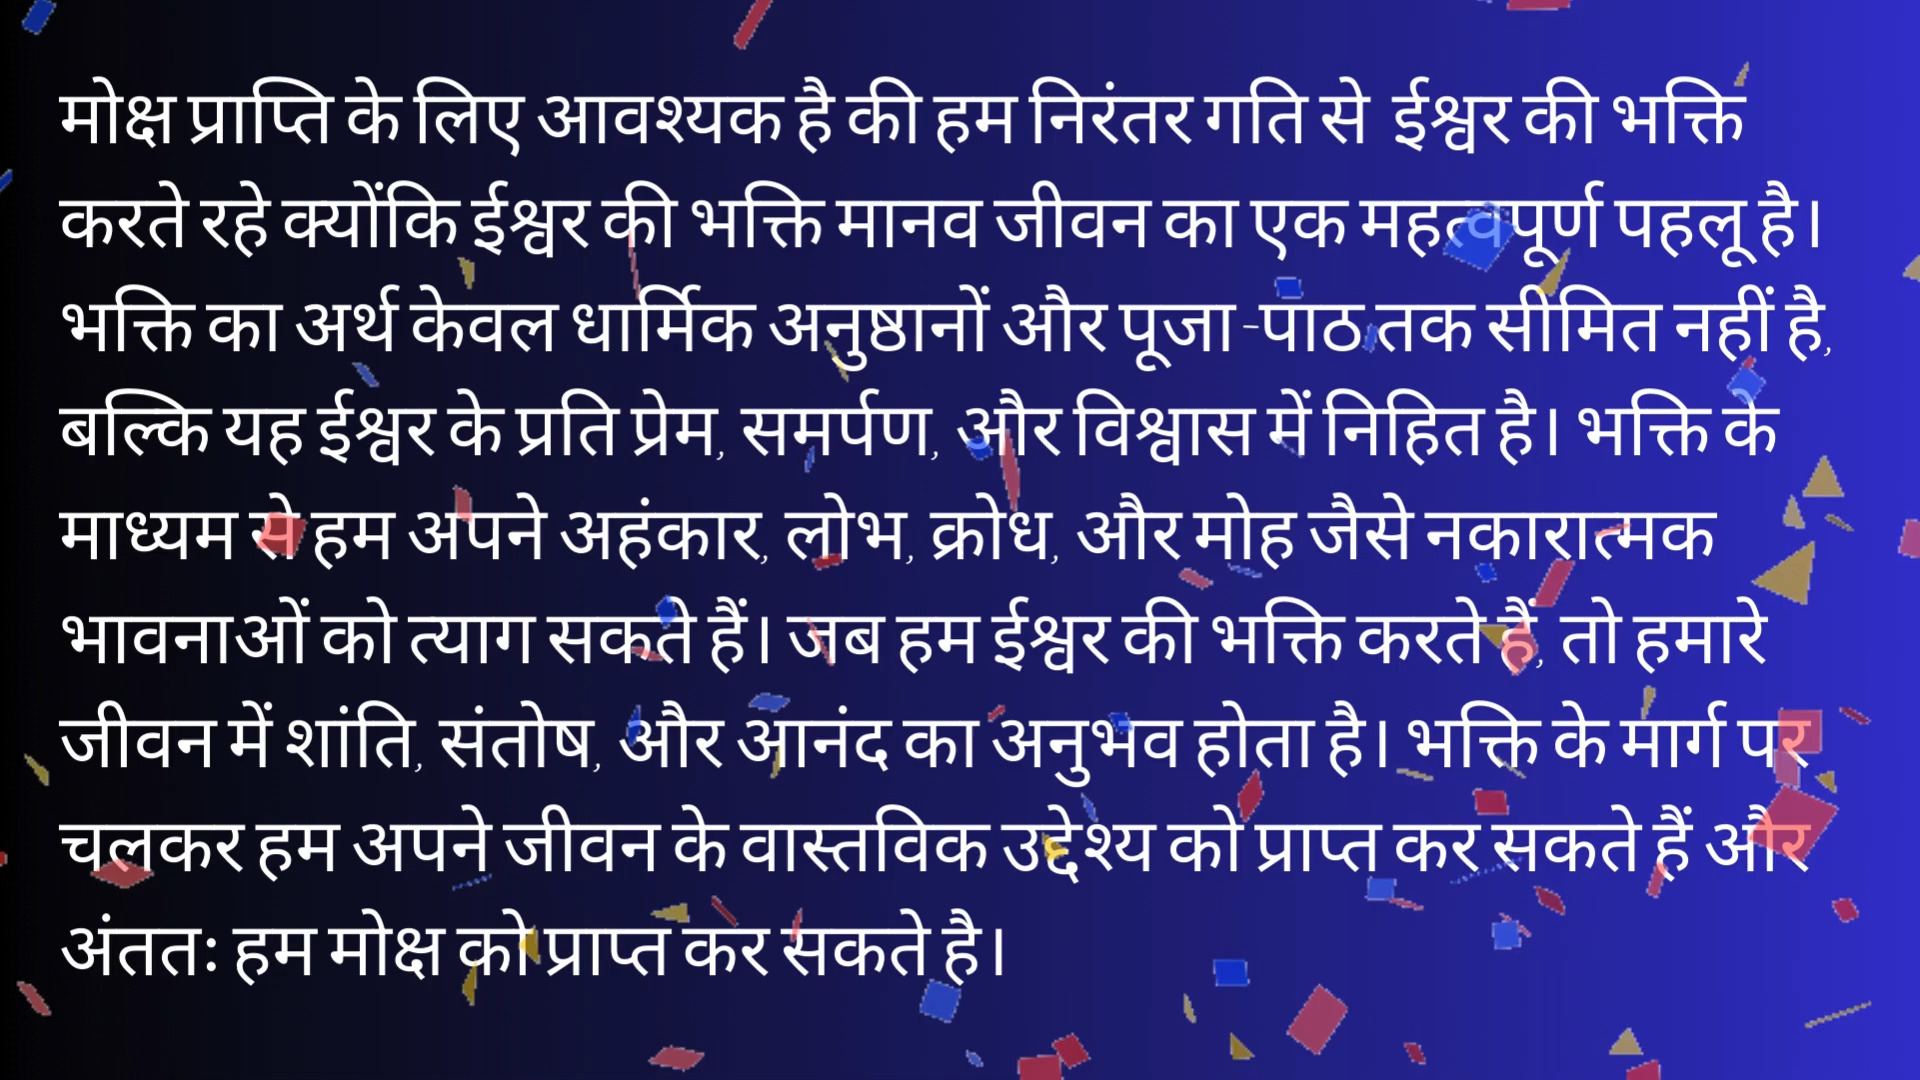 मोक्ष प्राप्ति के लिए आवश्यक है की हम निरंतर गति से ईश्वर की भक्ति
करते रहे क्योंकि ईश्वर की भक्ति मानव जीवन का एक महत्वपूर्ण पहलू है।
भक्ति का अर्थ केवल धार्मिक अनुष्ठानों और पूजा-पाठ तक सीमित नहीं है,
बल्कि यह ईश्वर के प्रति प्रेम, समर्पण, और विश्वास में निहित है। भक्ति के
माध्यम से हम अपने अहंकार, लोभ, क्रोध, और मोह जैसे नकारात्मक
भावनाओं को त्याग सकते हैं। जब हम ईश्वर की भक्ति करते हैं, तो हमारे
जीवन में शांति, संतोष, और आनंद का अनुभव होता है। भक्ति के मार्ग पर
चलकर हम अपने जीवन के वास्तविक उद्देश्य को प्राप्त कर सकते हैं और
अंततः हम मोक्ष को प्राप्त कर सकते है।